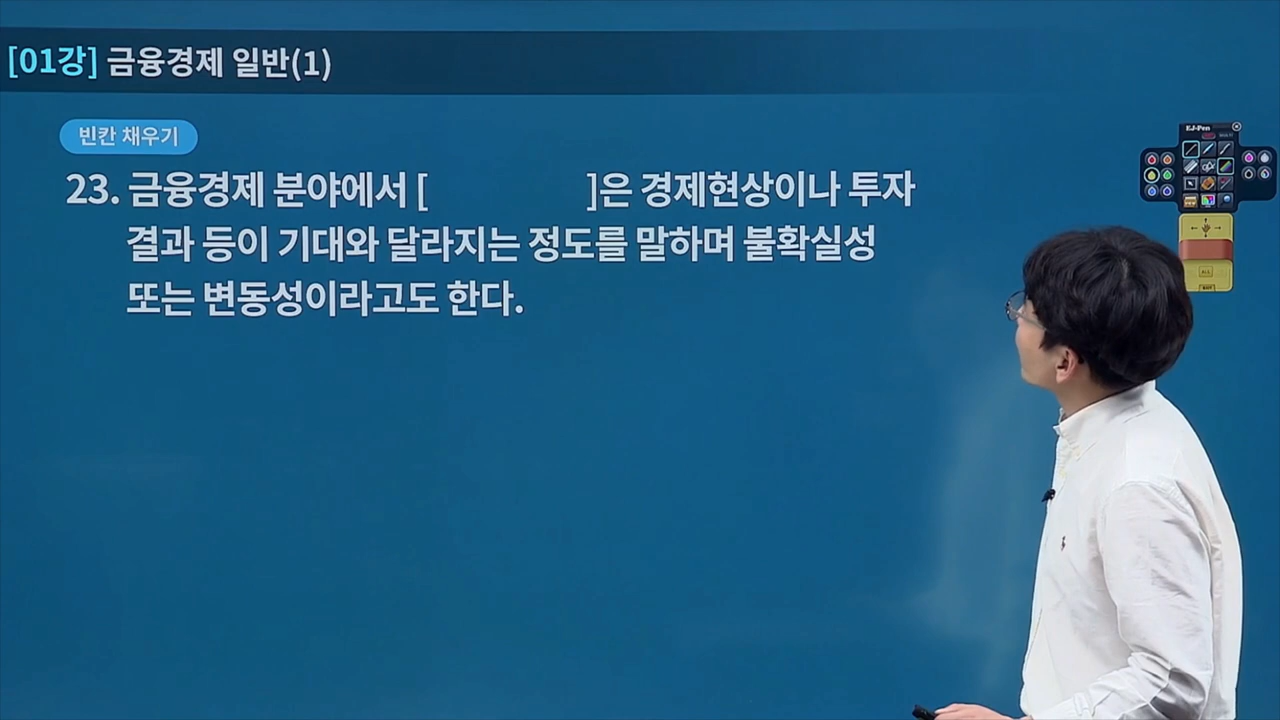 [01강] 금융경제 일반(1)
빈칸 채우기
23. 금융경제 분야에서 [ ]은 경제현상이나 투자
결과 등이 기대와 달라지는 정도를 말하며 불확실성
또는 변동성이라고도 한다.
EJ-Pen
ALL